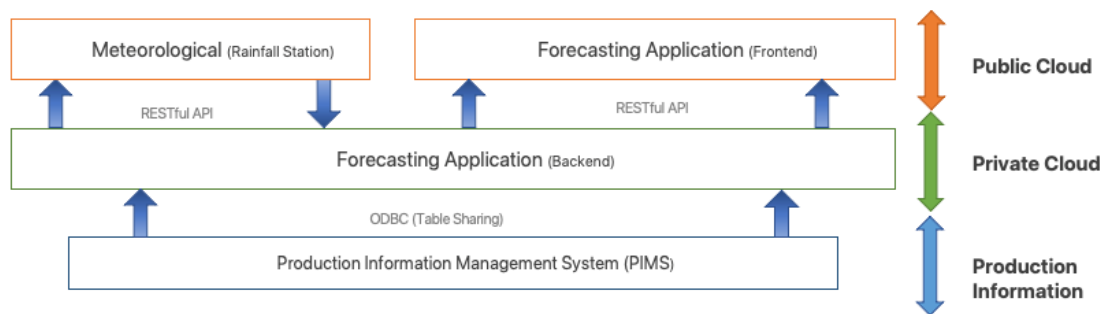 Meteorological (Rainfall Station)
Forecasting Application (Frontend)
Public Cloud
RESTful API
RESTful API
Forecasting Application (Backend)
Private Cloud
ODBC (Table Sharing)
Production Information Management System (PIMS)
Production
Information